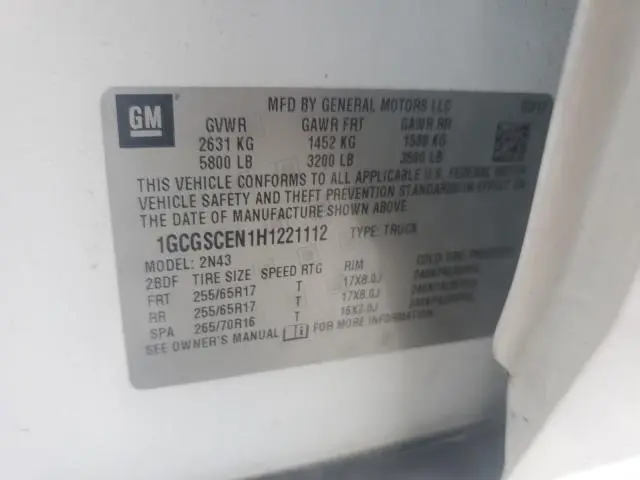 GM
MFD BY GENERAL MOTORS LLC
GVWR GAWR FRT GAWR RR
2631 KG 1452 KG 1588 KG
5800 LB 3200 LB 3500 LB
THIS VEHICLE CONFORMS TO ALL APPLICABLE U.S. FEDERAL MOTOR
VEHICLE SAFETY AND THEFT PREVENTION STANDARDS IN EFFECT ON
THE DATE OF MANUFACTURE SHOWN ABOVE.
1GCGSCEN1H1221112 TYPE: TRUCK
MODEL: 2N43
2BDF TIRE SIZE SPEED RTG RIM COLD TIRE
FRT 255/65R17 T 17X8.0J
RR 255/65R17 T 17X8.0J
SPA 265/70R16 T 16X7.0J
SEE OWNER'S MANUAL FOR MORE INFORMATION